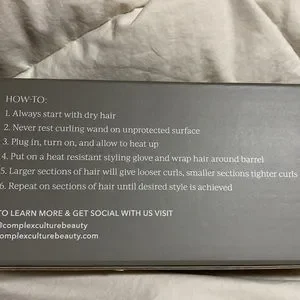 HOW-TO:
1. Always start with dry hair
2. Never rest curling wand on unprotected surface
3. Plug in, turn on, and allow to heat up
4. Put on a heat resistant styling glove and wrap hair around barrel
5. Larger sections of hair will give looser curls, smaller sections tighter curls
6. Repeat on sections of hair until desired style is achieved
TO LEARN MORE & GET SOCIAL WITH US VISIT
@complexculturebeauty
omplexculturebeauty.com